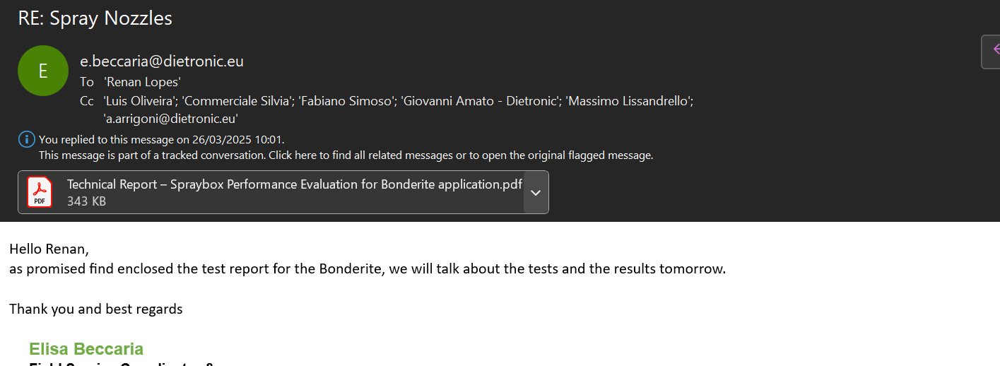 RE: Spray Nozzles
E
e.beccaria@dietronic.eu
To 'Renan Lopes'
Cc 'Luis Oliveira'; 'Commerciale Silvia'; 'Fabiano Simoso'; 'Giovanni Amato - Dietronic'; 'Massimo Lissandrello';
'a.arrigoni@dietronic.eu'
You replied to this message on 26/03/2025 10:01.
This message is part of a tracked conversation. Click here to find all related messages or to open the original flagged message.
Technical Report – Spraybox Performance Evaluation for Bonderite application.pdf
PDF
343 KB
Hello Renan,
as promised find enclosed the test report for the Bonderite, we will talk about the tests and the results tomorrow.
Thank you and best regards
Elisa Beccaria